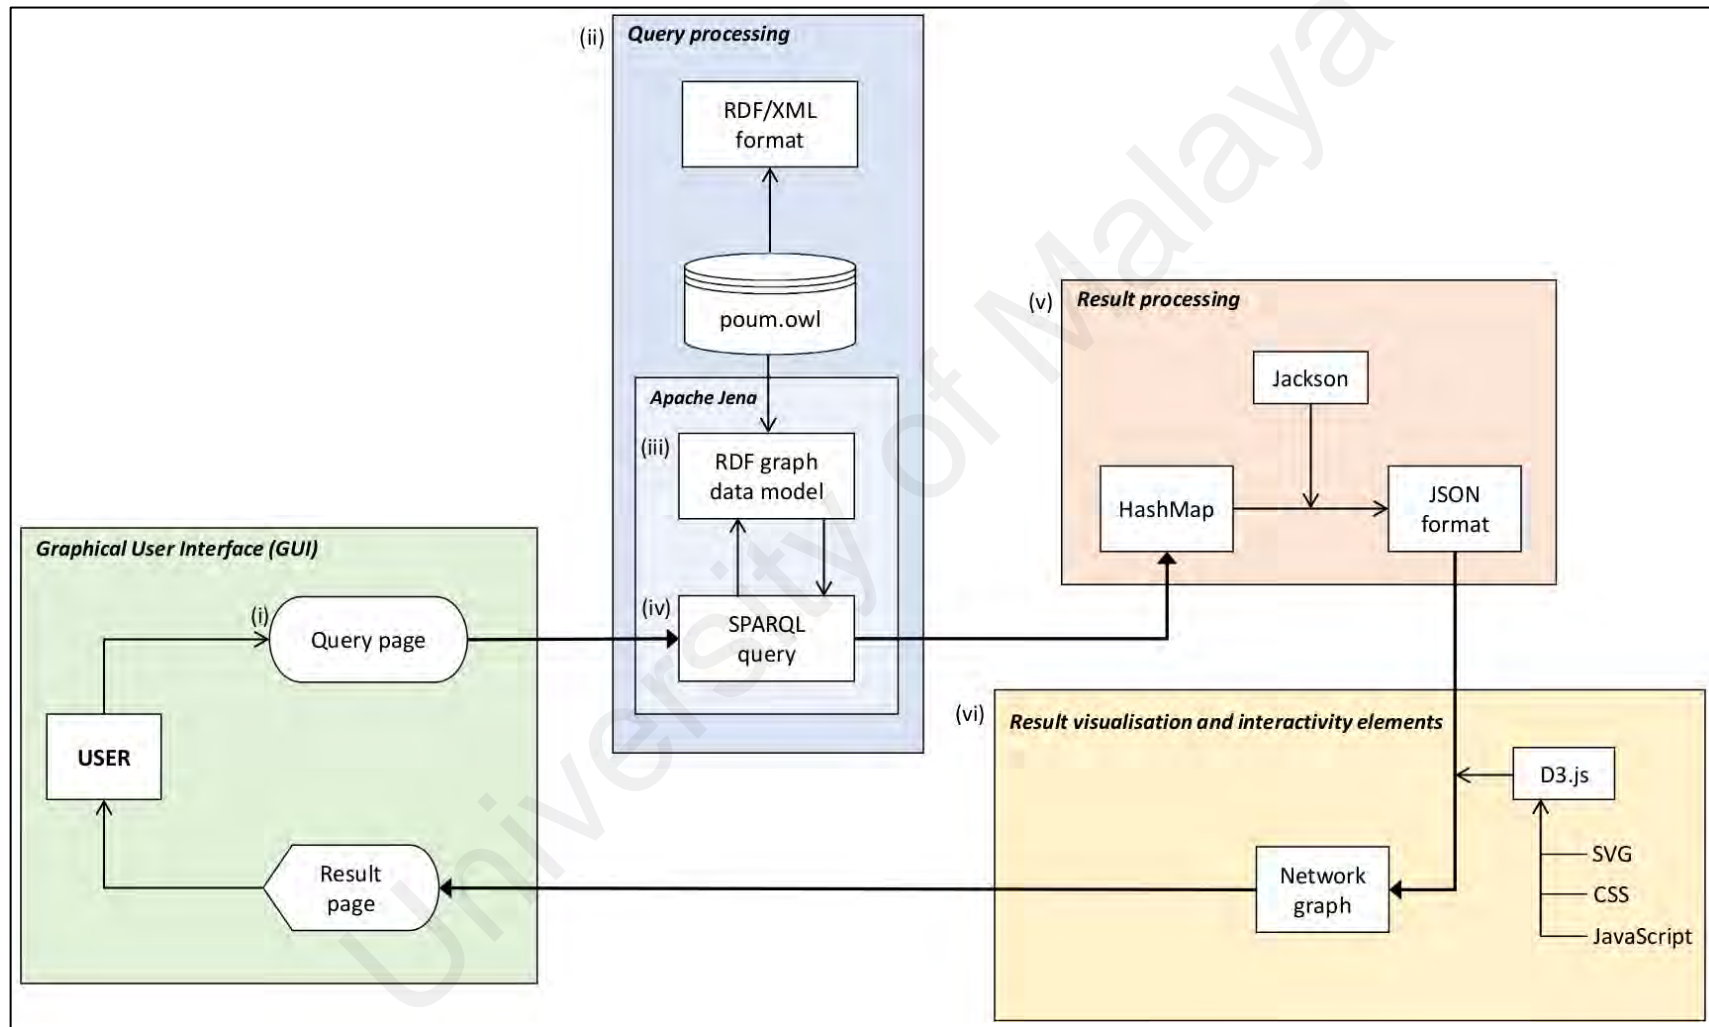 (ii)
Query processing
RDF/XML
format
poum.owl
Apache Jena
(iii)
RDF graph
data model
(iv)
SPARQL
query
(v)
Result processing
Jackson
HashMap
JSON
format
Graphical User Interface (GUI)
(i)
Query page
USER
Result
page
(vi)
Result visualisation and interactivity elements
D3.js
SVG
CSS
JavaScript
Network
graph
University of Malaya